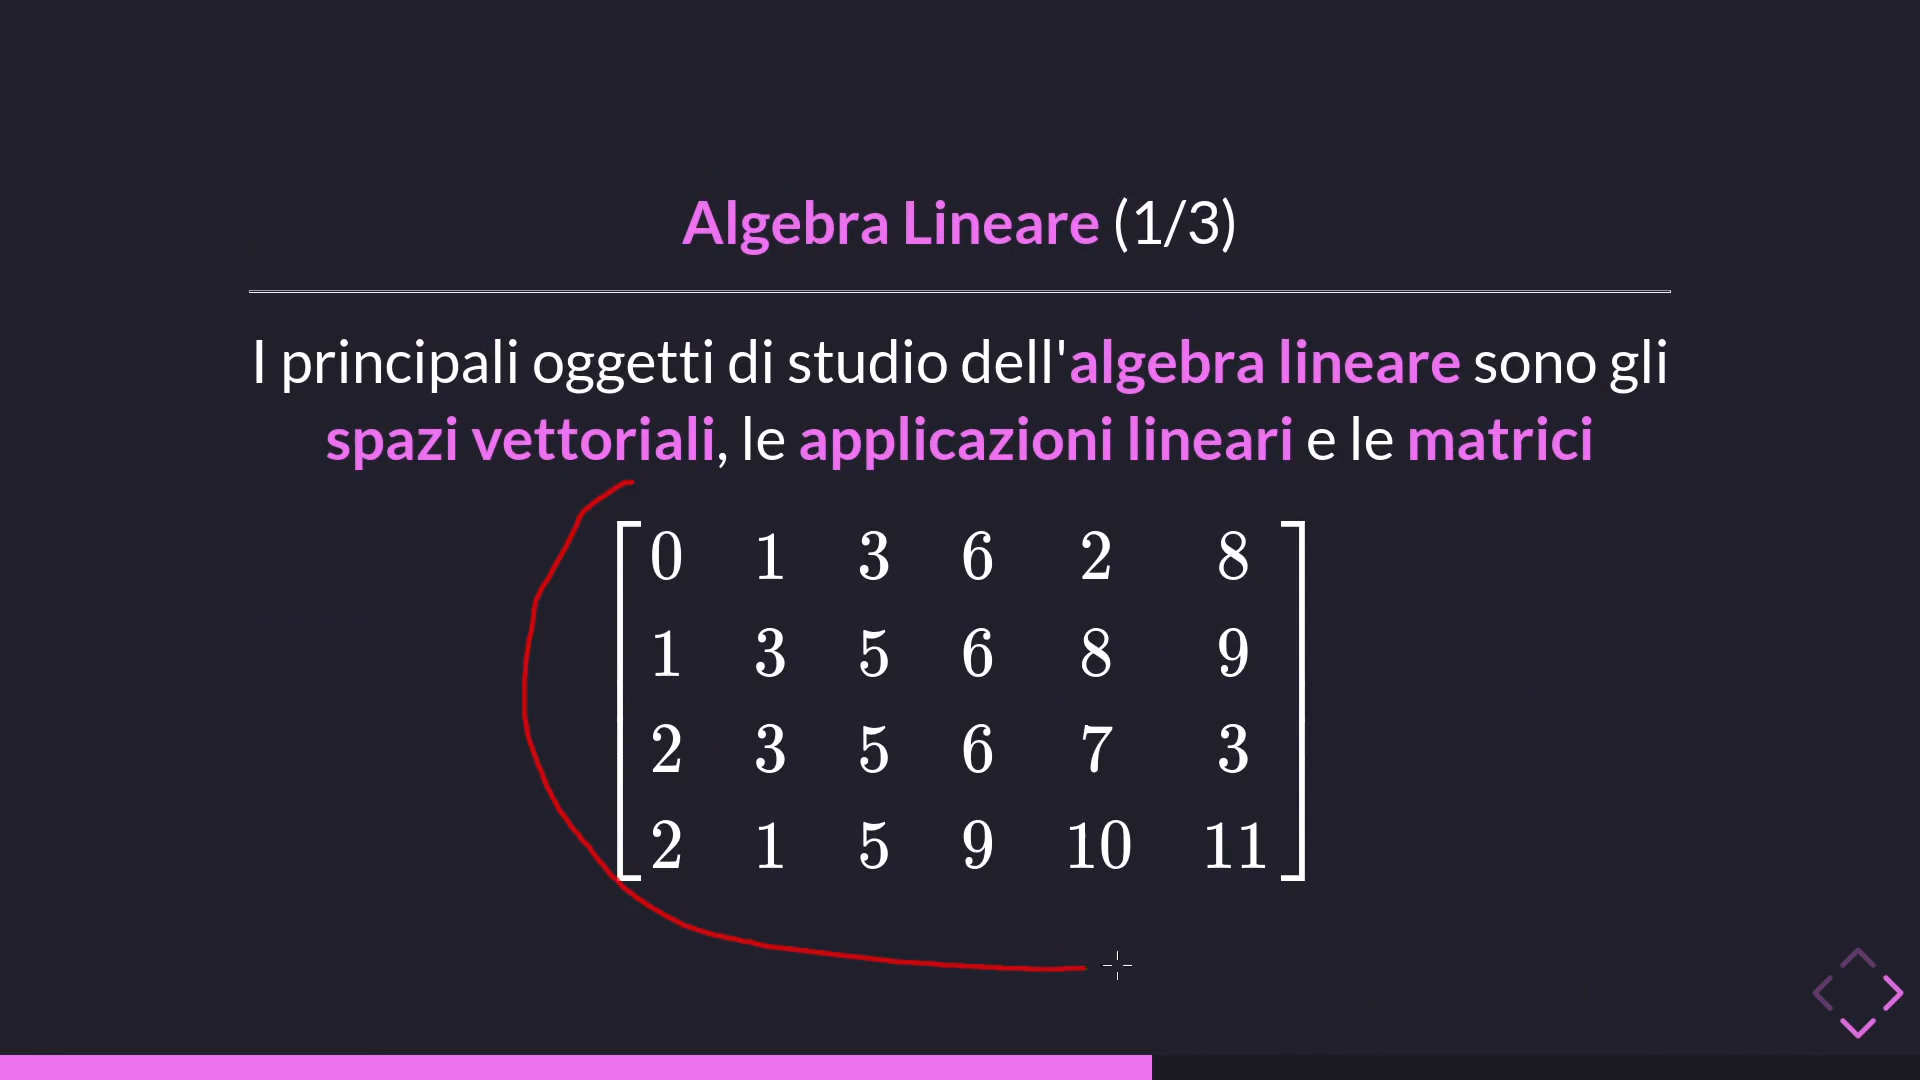 Algebra Lineare (1/3)
I principali oggetti di studio dell'algebra lineare sono gli
spazi vettoriali, le applicazioni lineari e le matrici
0 1 3 6 2 8
1 3 5 6 8 9
2 3 5 6 7 3
2 1 5 9 10 11